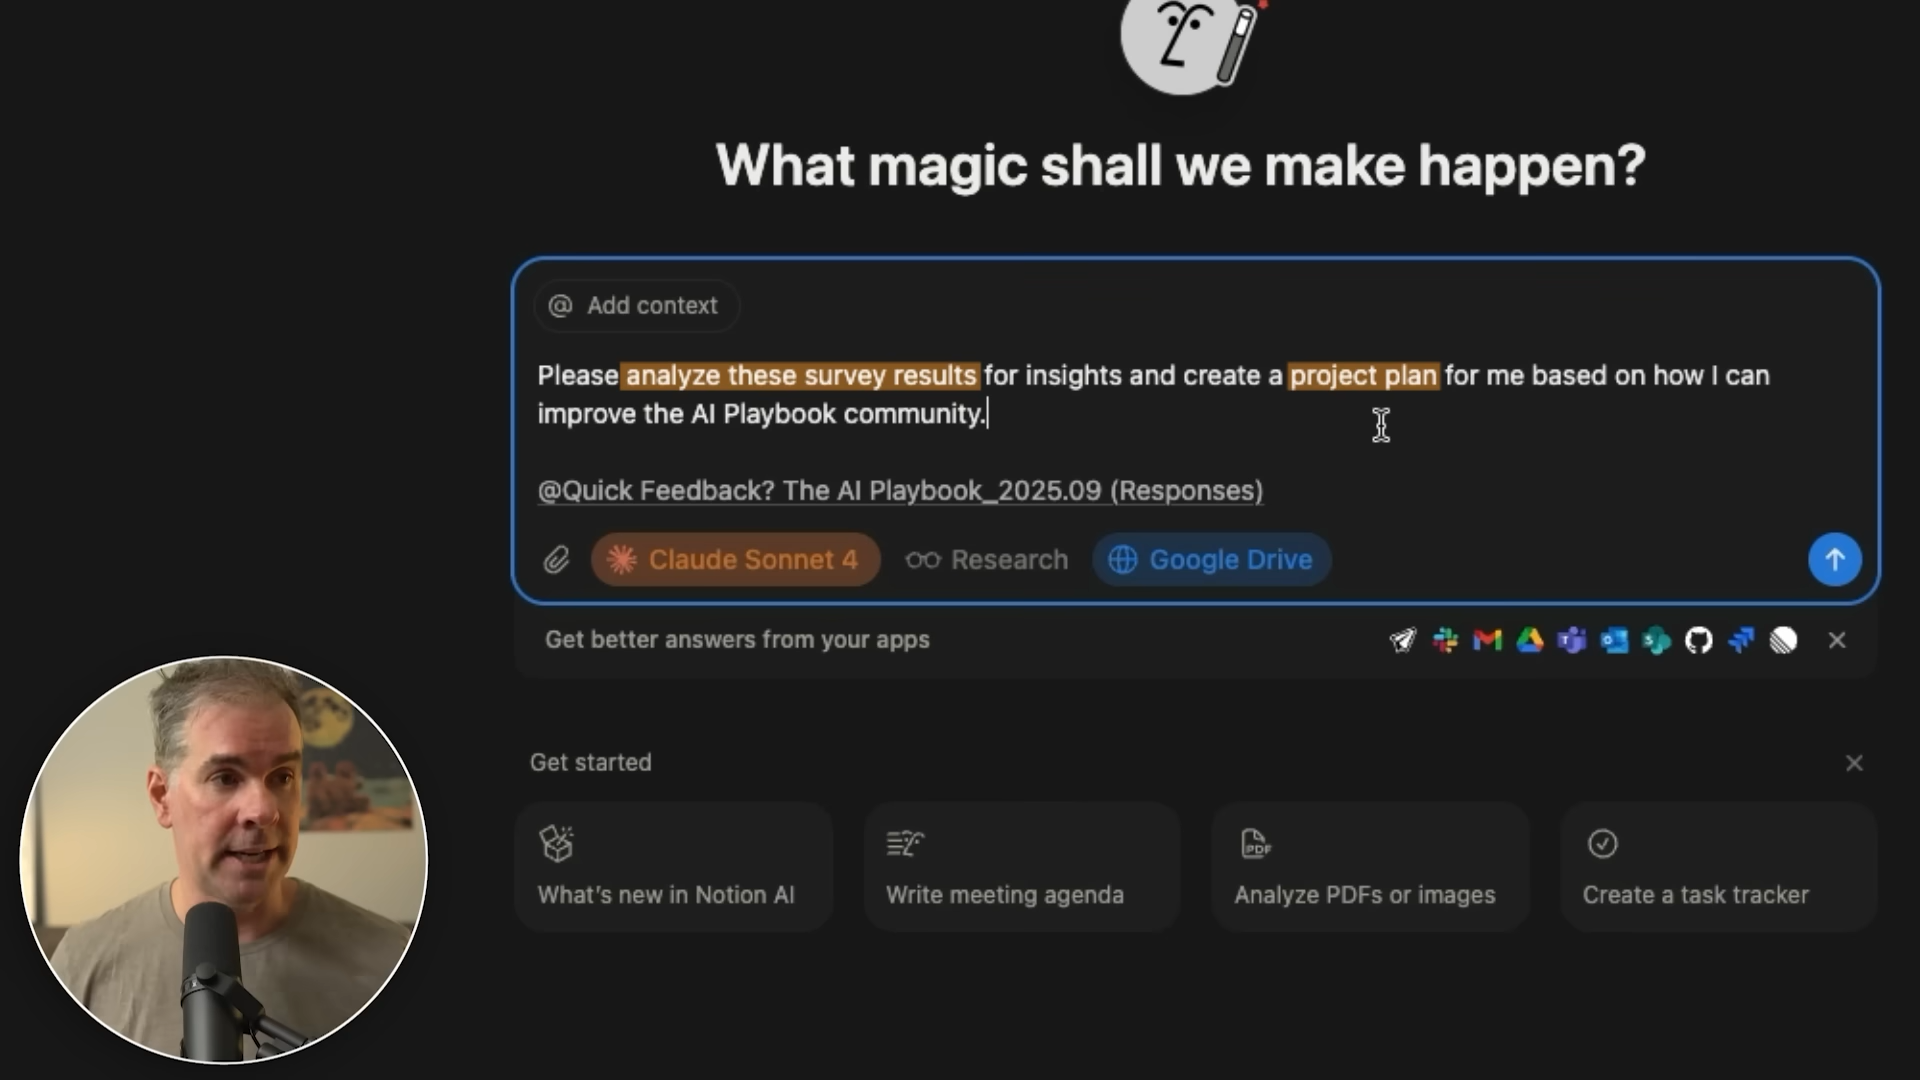 What magic shall we make happen?
@ Add context
Please analyze these survey results for insights and create a project plan for me based on how I can
improve the AI Playbook community.
@Quick Feedback? The AI Playbook_2025.09 (Responses)
Claude Sonnet 4 Research Google Drive
Get better answers from your apps
Get started
What's new in Notion AI
Write meeting agenda
PDF
Analyze PDFs or images
Create a task tracker